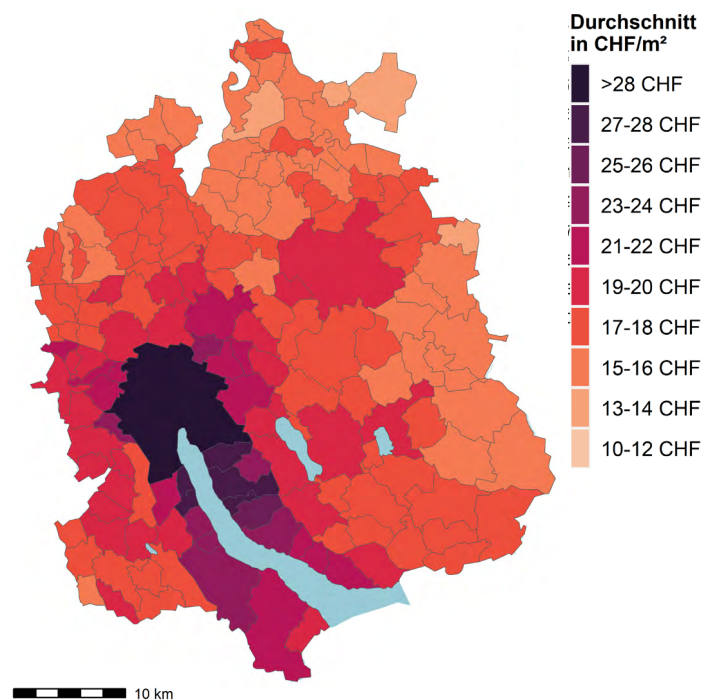 Durchschnitt
in CHF/m²
>28 CHF
27-28 CHF
25-26 CHF
23-24 CHF
21-22 CHF
19-20 CHF
17-18 CHF
15-16 CHF
13-14 CHF
10-12 CHF
10 km